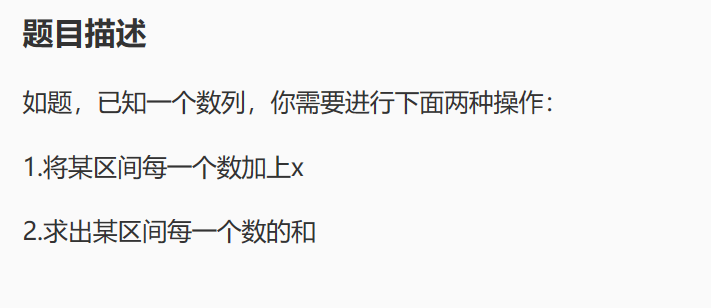 题目描述
如题，已知一个数列，你需要进行下面两种操作：
1.将某区间每一个数加上x
2.求出某区间每一个数的和